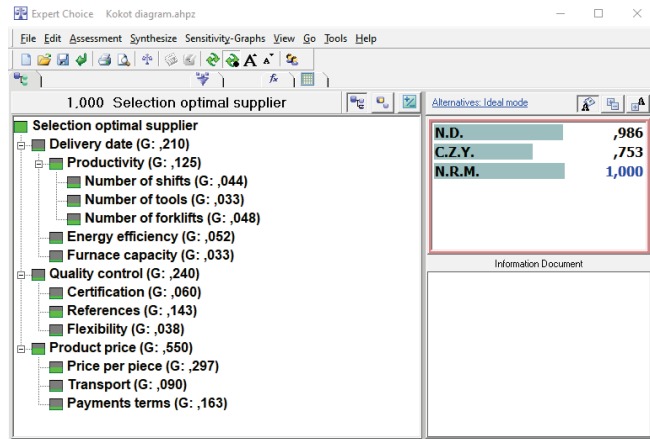 Expert Choice    Kokot diagram.ahpz
File Edit Assessment Synthesize Sensitivity-Graphs View Go Tools Help
1,000 Selection optimal supplier
Selection optimal supplier
Delivery date (G: ,210)
Productivity (G: ,125)
Number of shifts (G: ,044)
Number of tools (G: ,033)
Number of forklifts (G: ,048)
Energy efficiency (G: ,052)
Furnace capacity (G: ,033)
Quality control (G: ,240)
Certification (G: ,060)
References (G: ,143)
Flexibility (G: ,038)
Product price (G: ,550)
Price per piece (G: ,297)
Transport (G: ,090)
Payments terms (G: ,163)
Alternatives: Ideal mode
N.D. ,986
C.Z.Y. ,753
N.R.M. 1,000
Information Document